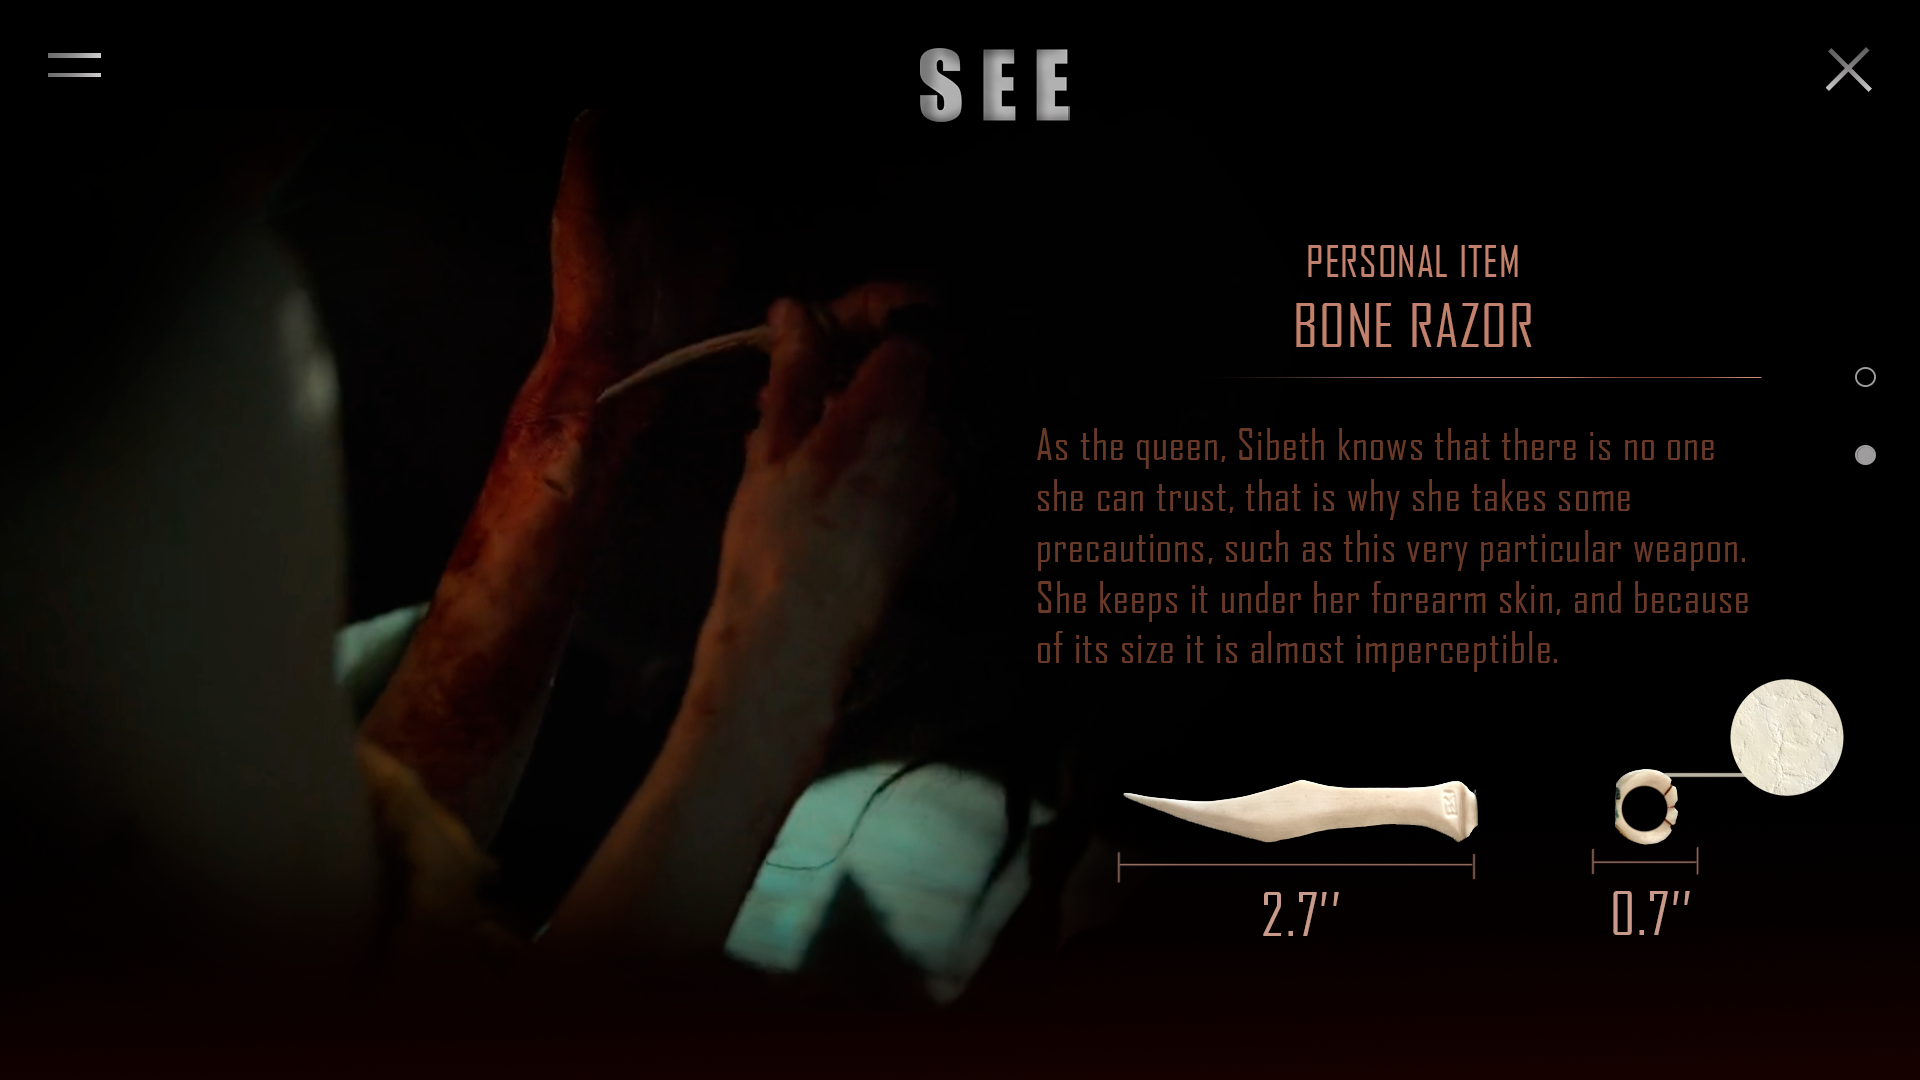 SEE
PERSONAL ITEM
BONE RAZOR
As the queen, Sibeth knows that there is no one
she can trust, that is why she takes some
precautions, such as this very particular weapon.
She keeps it under her forearm skin, and because
of its size it is almost imperceptible.
2.7''
0.7''